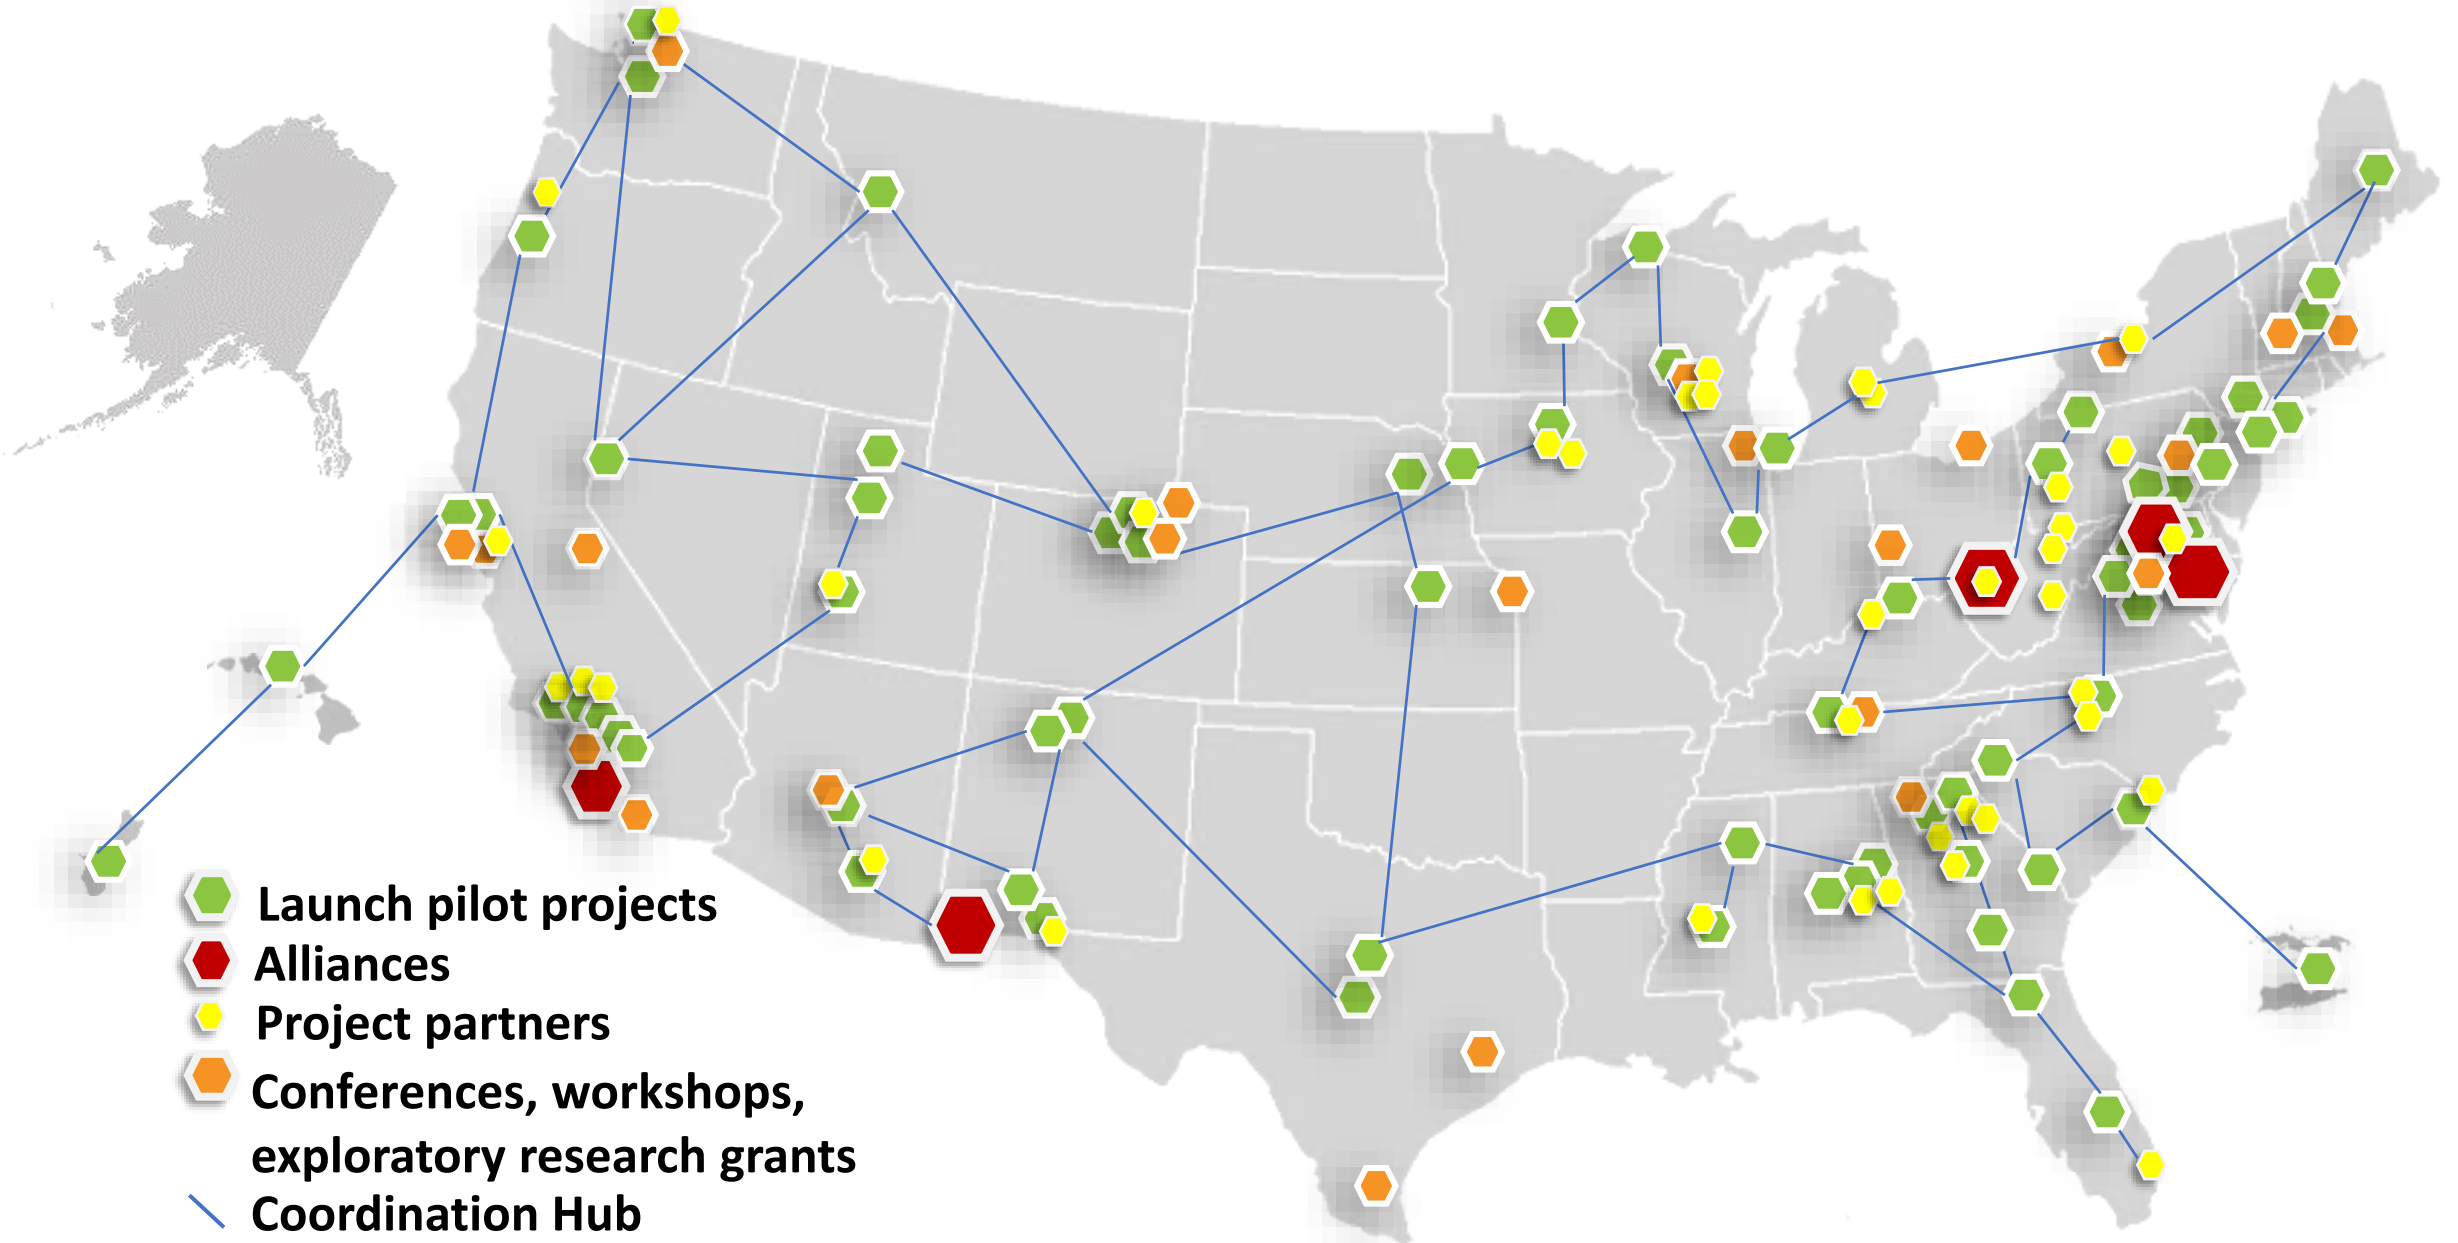 Launch pilot projects
Alliances
Project partners
Conferences, workshops,
exploratory research grants
Coordination Hub